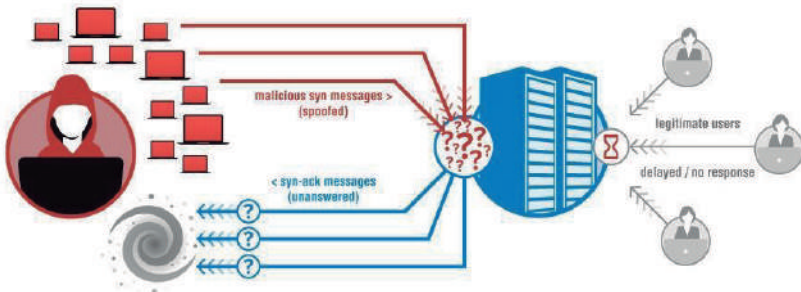 malicious syn messages >
(spoofed)
< syn-ack messages
(unanswered)
legitimate users
delayed / no response
? ? ? ? ? ? ? ? ? ? ?
?
?
?